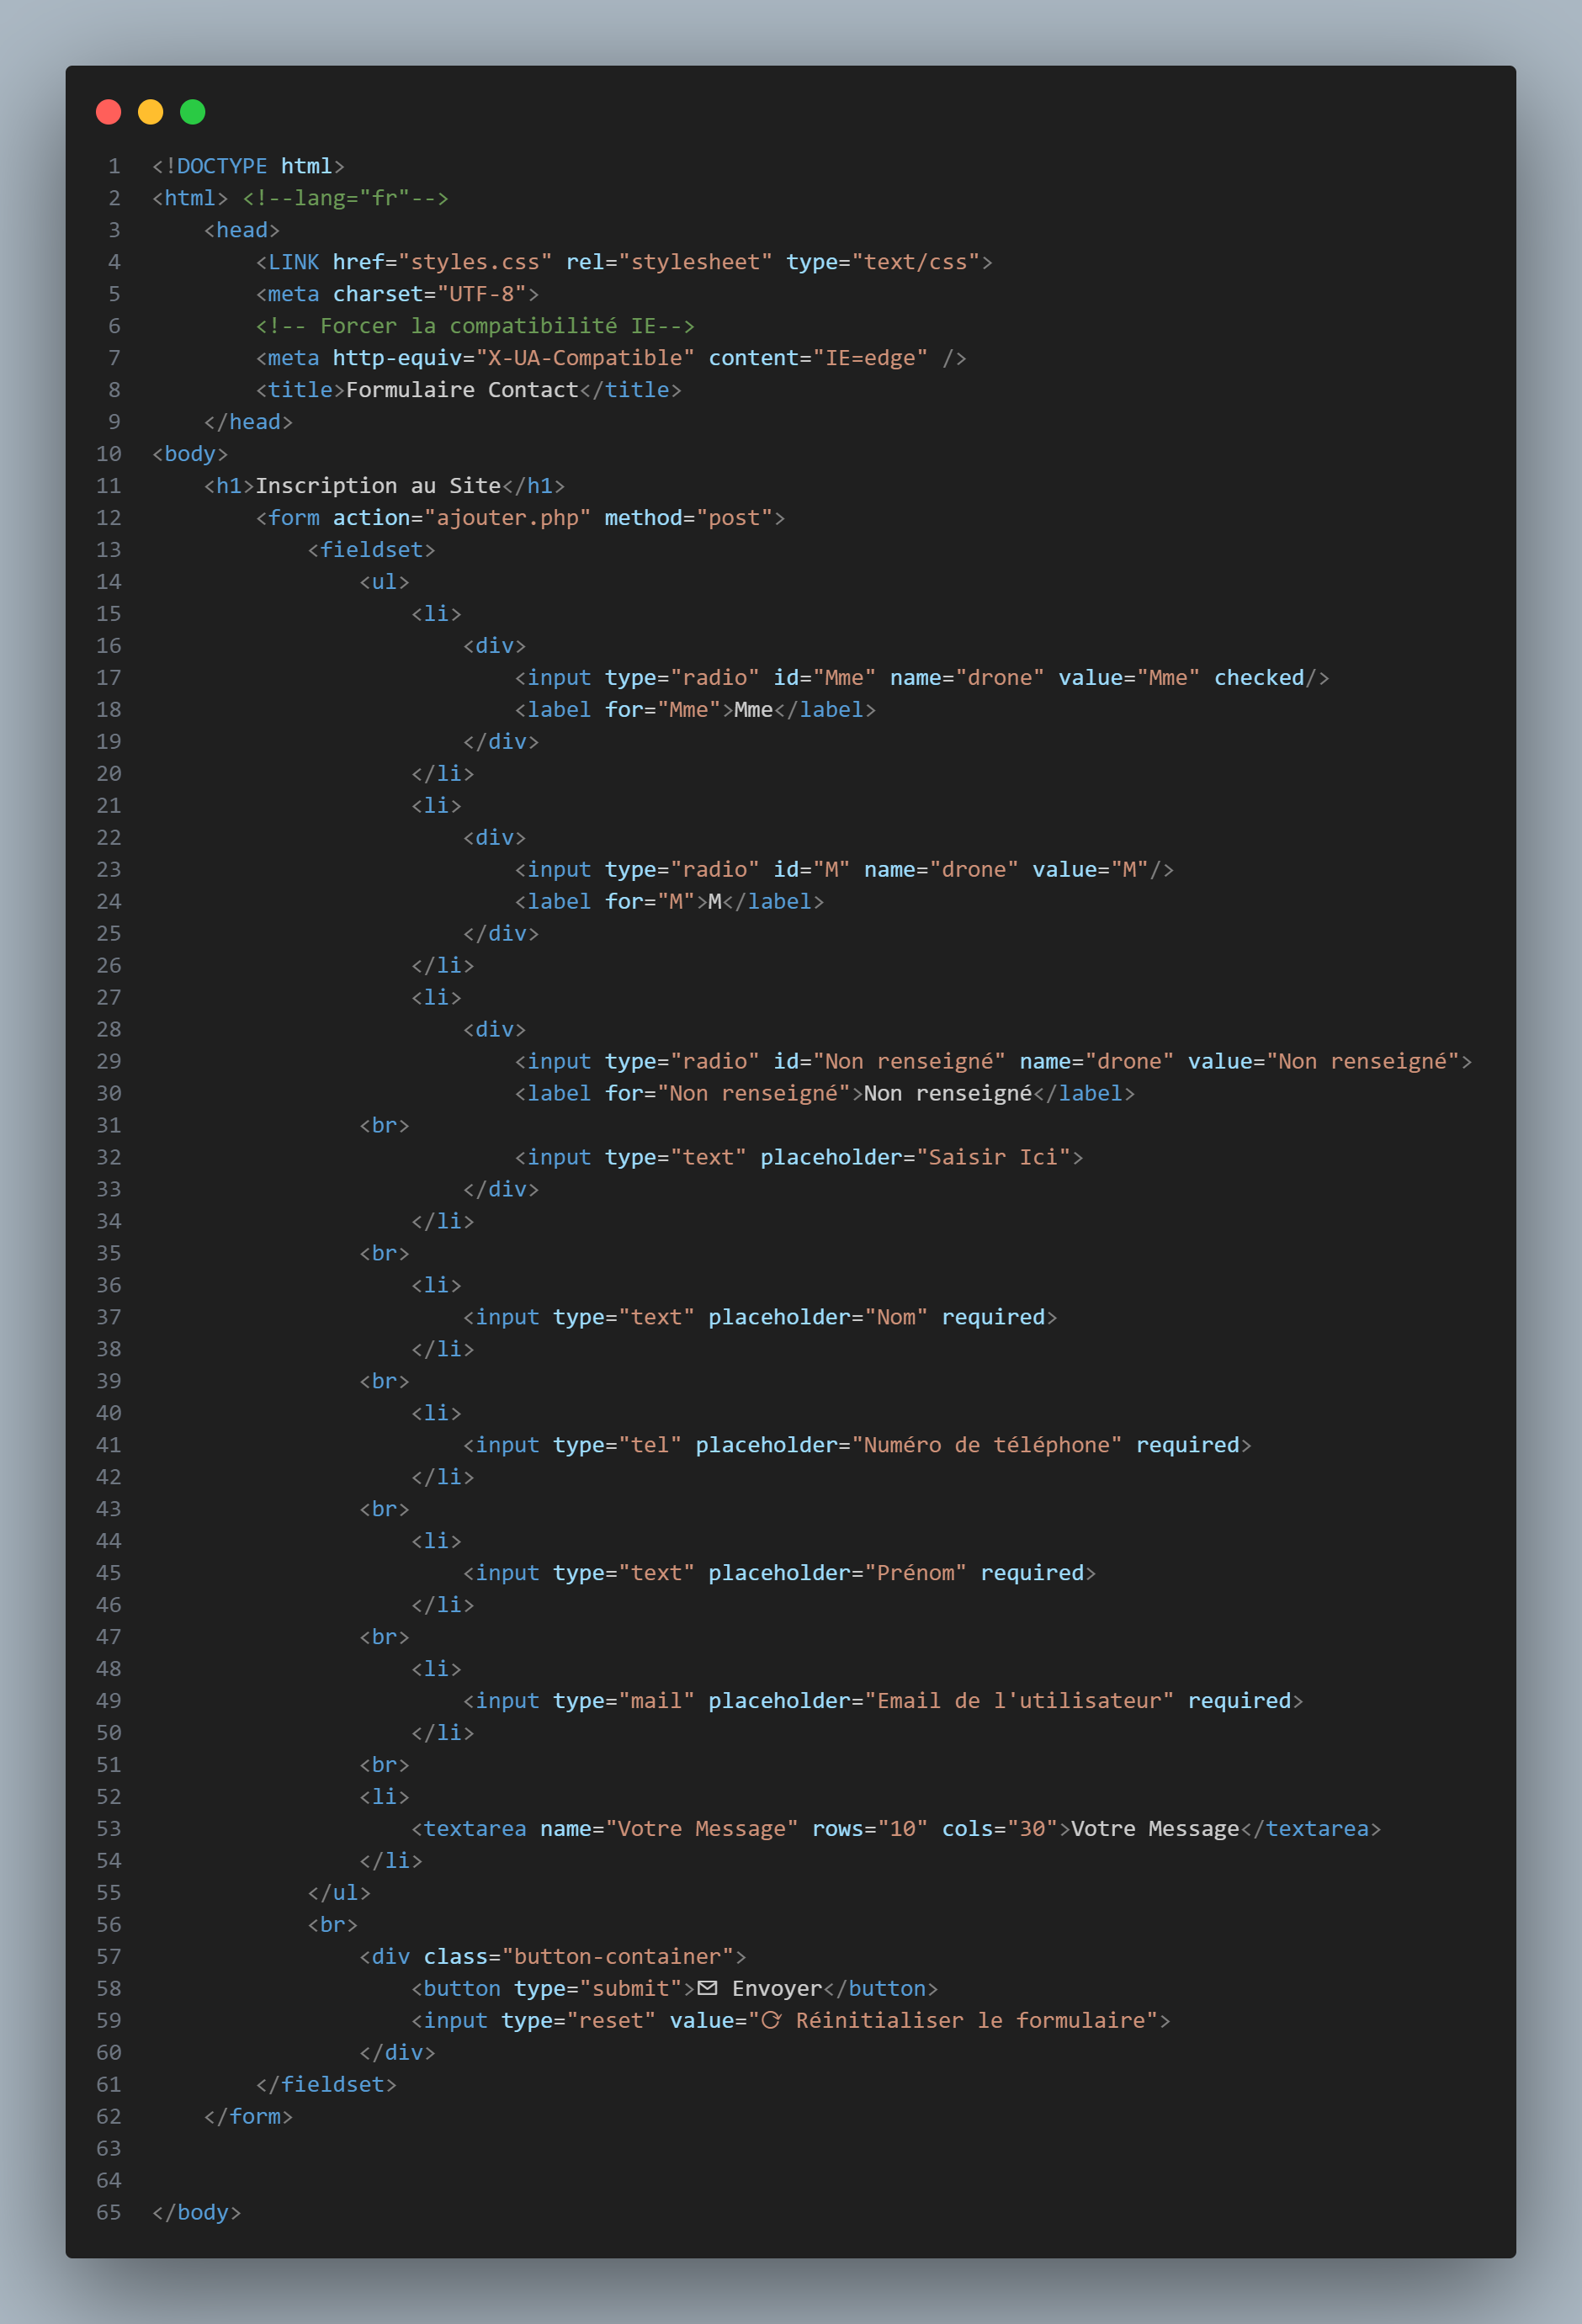 1 <!DOCTYPE html>
2 <html> <!--lang="fr"-->
3     <head>
4         <LINK href="styles.css" rel="stylesheet" type="text/css">
5         <meta charset="UTF-8">
6         <!-- Forcer la compatibilité IE-->
7         <meta http-equiv="X-UA-Compatible" content="IE=edge" />
8         <title>Formulaire Contact</title>
9     </head>
10 <body>
11     <h1>Inscription au Site</h1>
12         <form action="ajouter.php" method="post">
13             <fieldset>
14                 <ul>
15                     <li>
16                         <div>
17                             <input type="radio" id="Mme" name="drone" value="Mme" checked/>
18                             <label for="Mme">Mme</label>
19                         </div>
20                     </li>
21                     <li>
22                         <div>
23                             <input type="radio" id="M" name="drone" value="M"/>
24                             <label for="M">M</label>
25                         </div>
26                     </li>
27                     <li>
28                         <div>
29                             <input type="radio" id="Non renseigné" name="drone" value="Non renseigné">
30                             <label for="Non renseigné">Non renseigné</label>
31                 <br>
32                             <input type="text" placeholder="Saisir Ici">
33                         </div>
34                     </li>
35                 <br>
36                     <li>
37                         <input type="text" placeholder="Nom" required>
38                     </li>
39                 <br>
40                     <li>
41                         <input type="tel" placeholder="Numéro de téléphone" required>
42                     </li>
43                 <br>
44                     <li>
45                         <input type="text" placeholder="Prénom" required>
46                     </li>
47                 <br>
48                     <li>
49                         <input type="mail" placeholder="Email de l'utilisateur" required>
50                     </li>
51                 <br>
52                 <li>
53                     <textarea name="Votre Message" rows="10" cols="30">Votre Message</textarea>
54                 </li>
55             </ul>
56             <br>
57                 <div class="button-container">
58                     <button type="submit">🖂 Envoyer</button>
59                     <input type="reset" value="⟳ Réinitialiser le formulaire">
60                 </div>
61         </fieldset>
62     </form>
63
64
65 </body>